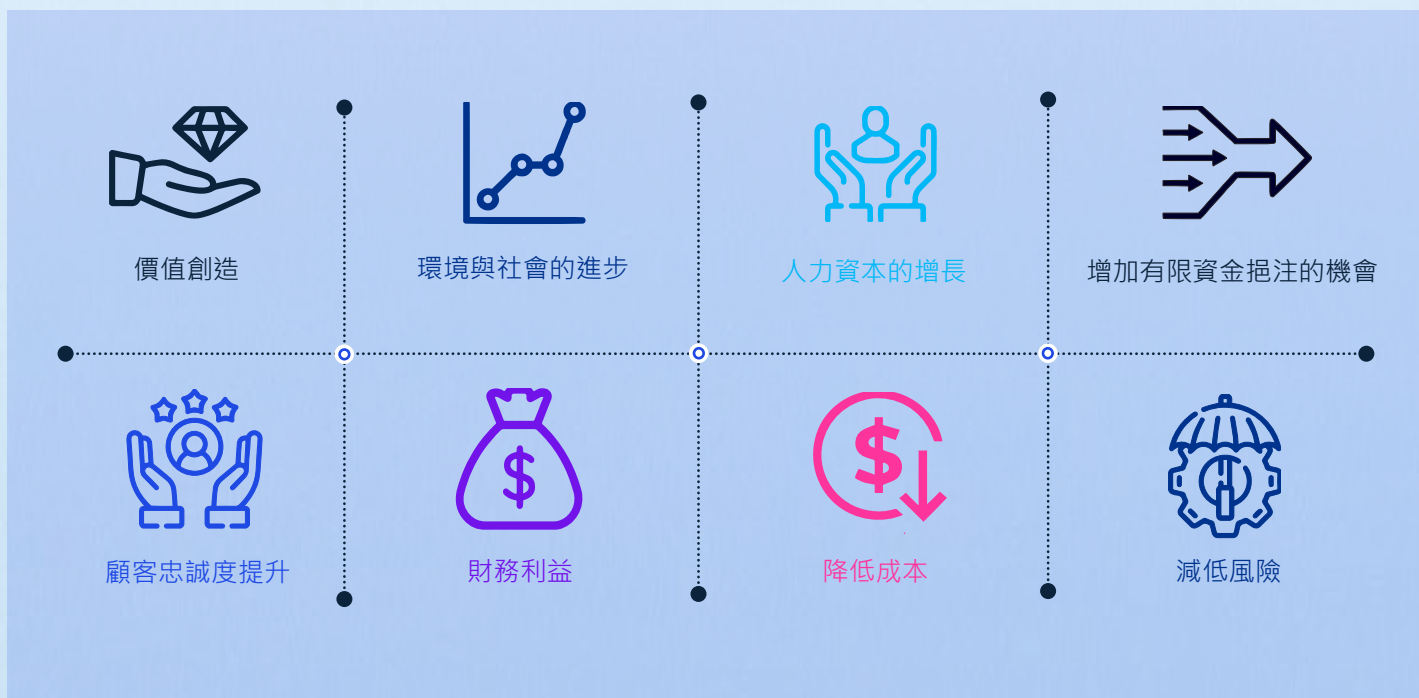 價值創造
環境與社會的進步
人力資本的增長
增加有限資金挹注的機會
顧客忠誠度提升
財務利益
降低成本
減低風險